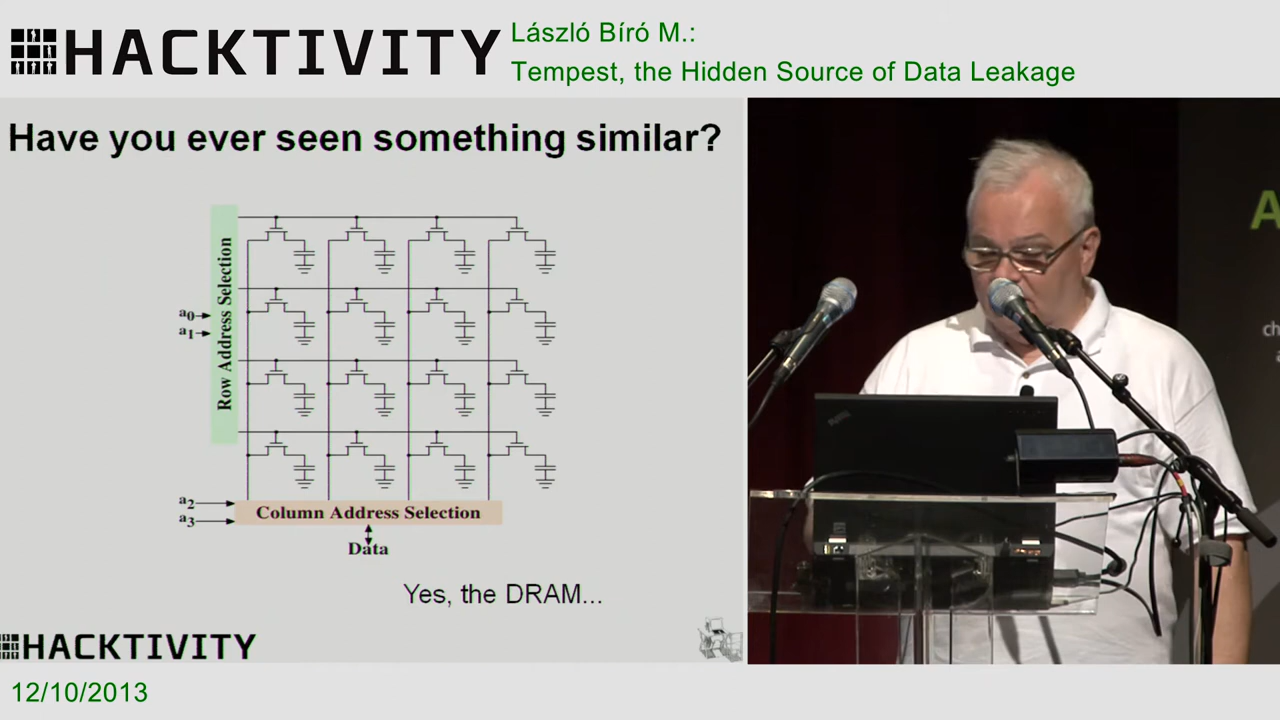 HACKTIVITY
László Bíró M.:
Tempest, the Hidden Source of Data Leakage
Have you ever seen something similar?
Row Address Selection
a0
a1
a2
a3
Column Address Selection
Data
Yes, the DRAM...
HACKTIVITY
12/10/2013
A
ch